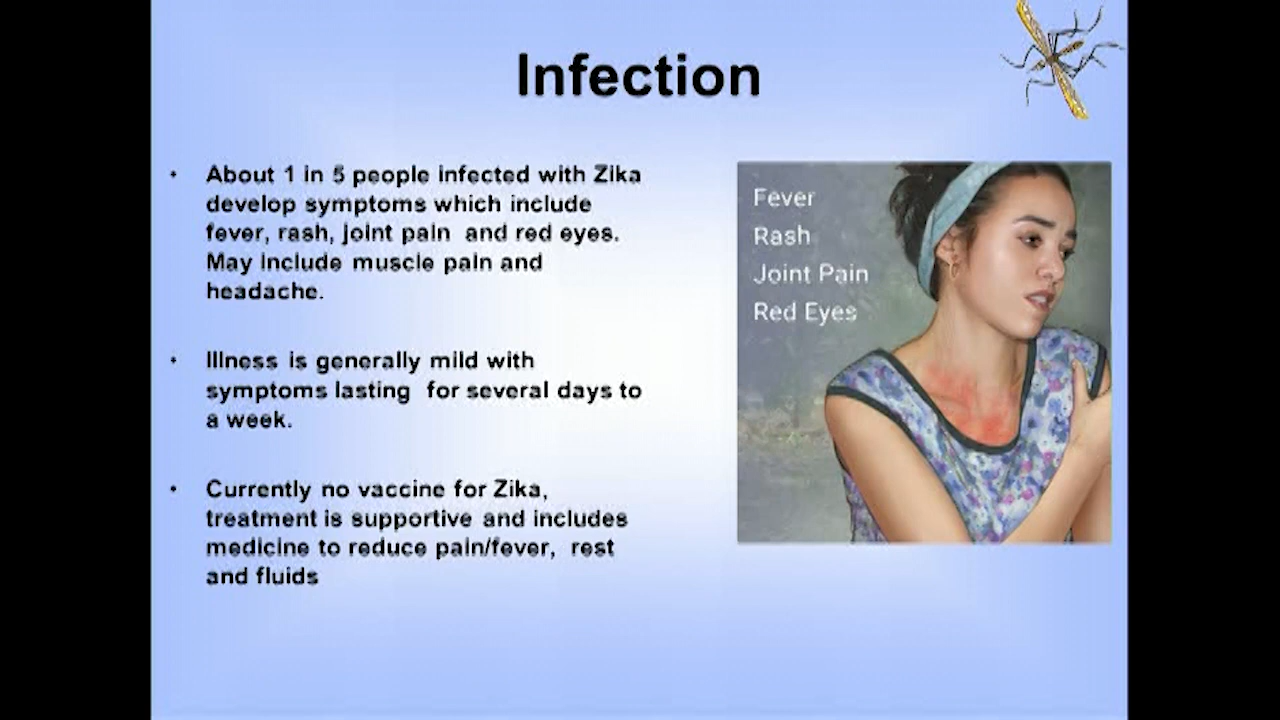 Infection
• About 1 in 5 people infected with Zika
develop symptoms which include
fever, rash, joint pain and red eyes.
May include muscle pain and
headache.
• Illness is generally mild with
symptoms lasting for several days to
a week.
• Currently no vaccine for Zika,
treatment is supportive and includes
medicine to reduce pain/fever, rest
and fluids
Fever
Rash
Joint Pain
Red Eyes